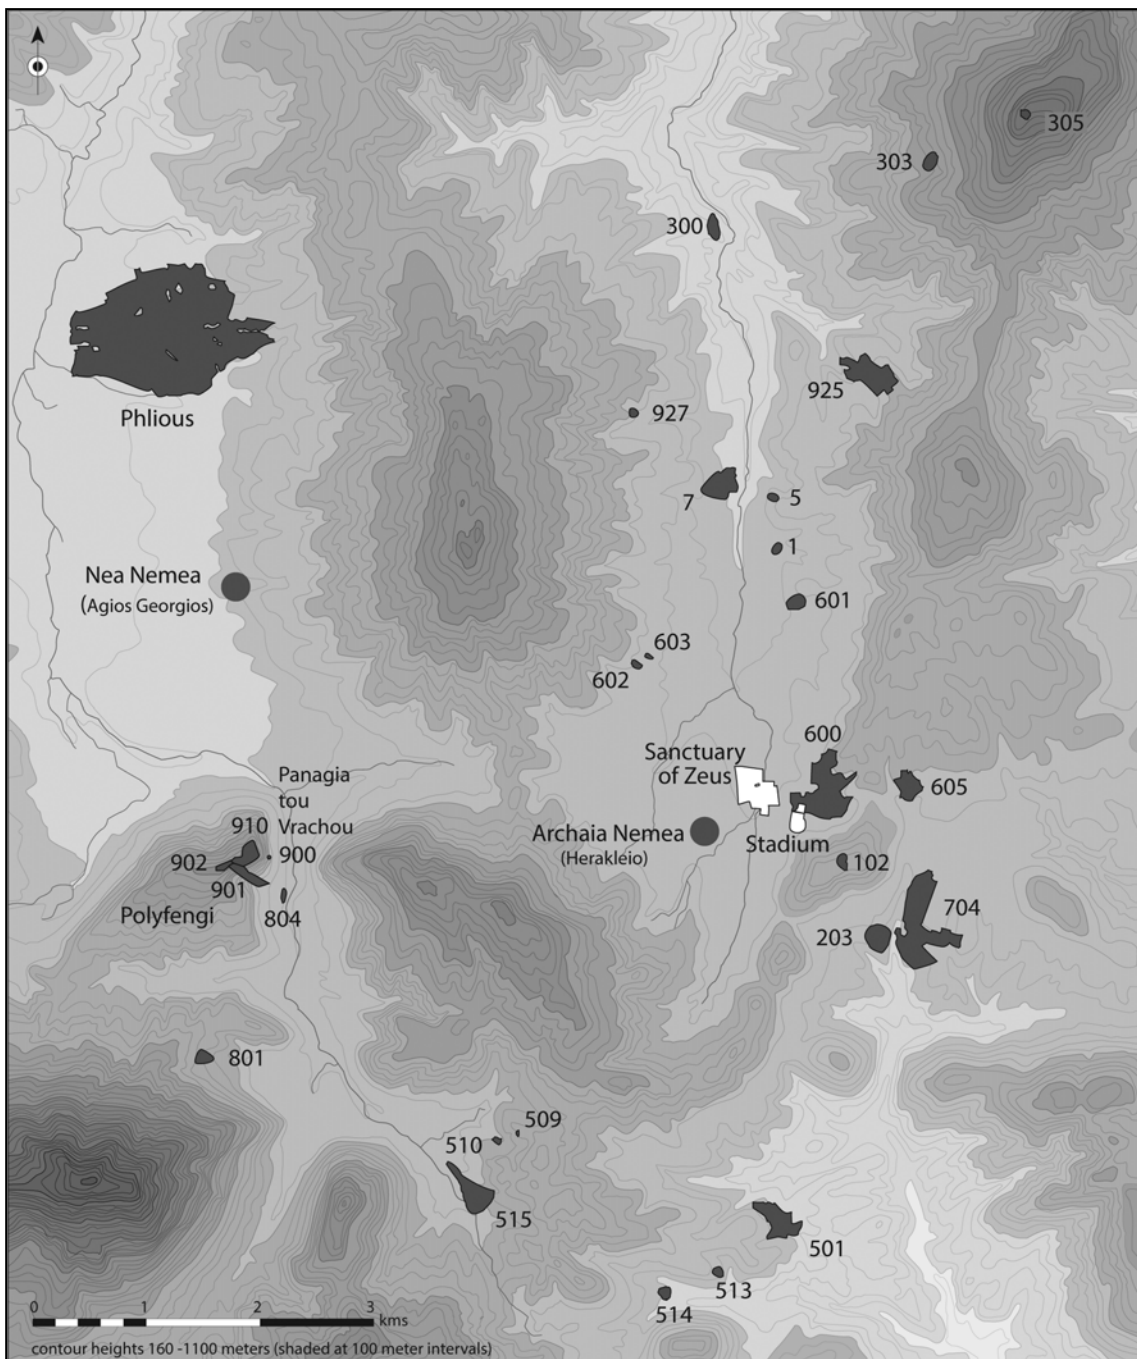 305
303
300
925
Phlious
927
7
5
1
Nea Nemea
(Agios Georgios)
601
603
602
600
Sanctuary
of Zeus
605
Panagia
tou
Vrachou
910
Archaia Nemea
(Herakleio)
Stadium
902
900
102
901
Polyfengi
804
704
203
801
509
510
515
501
513
514
0 1 2 3
kms
contour heights 160 -1100 meters (shaded at 100 meter intervals)